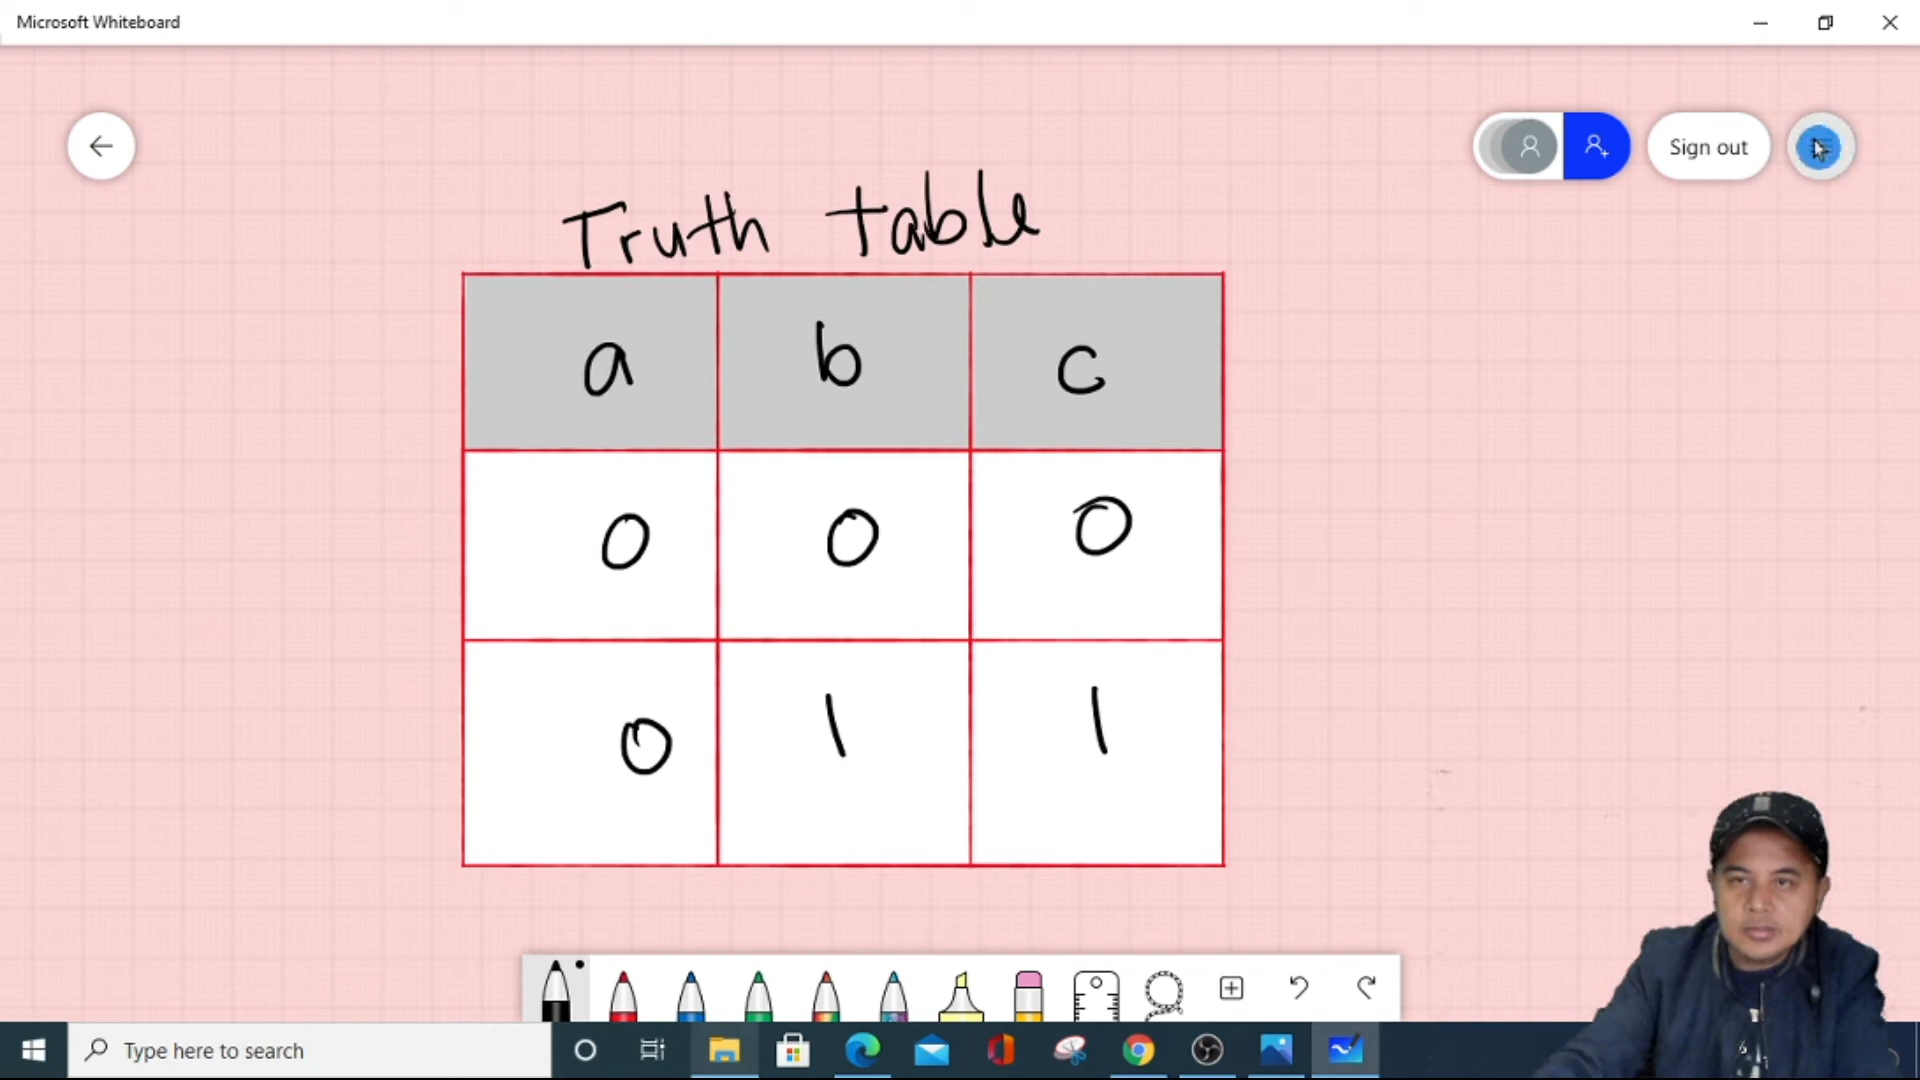 Microsoft Whiteboard
Sign out
Truth table
a b c
0 0 0
0 1 1
Type here to search